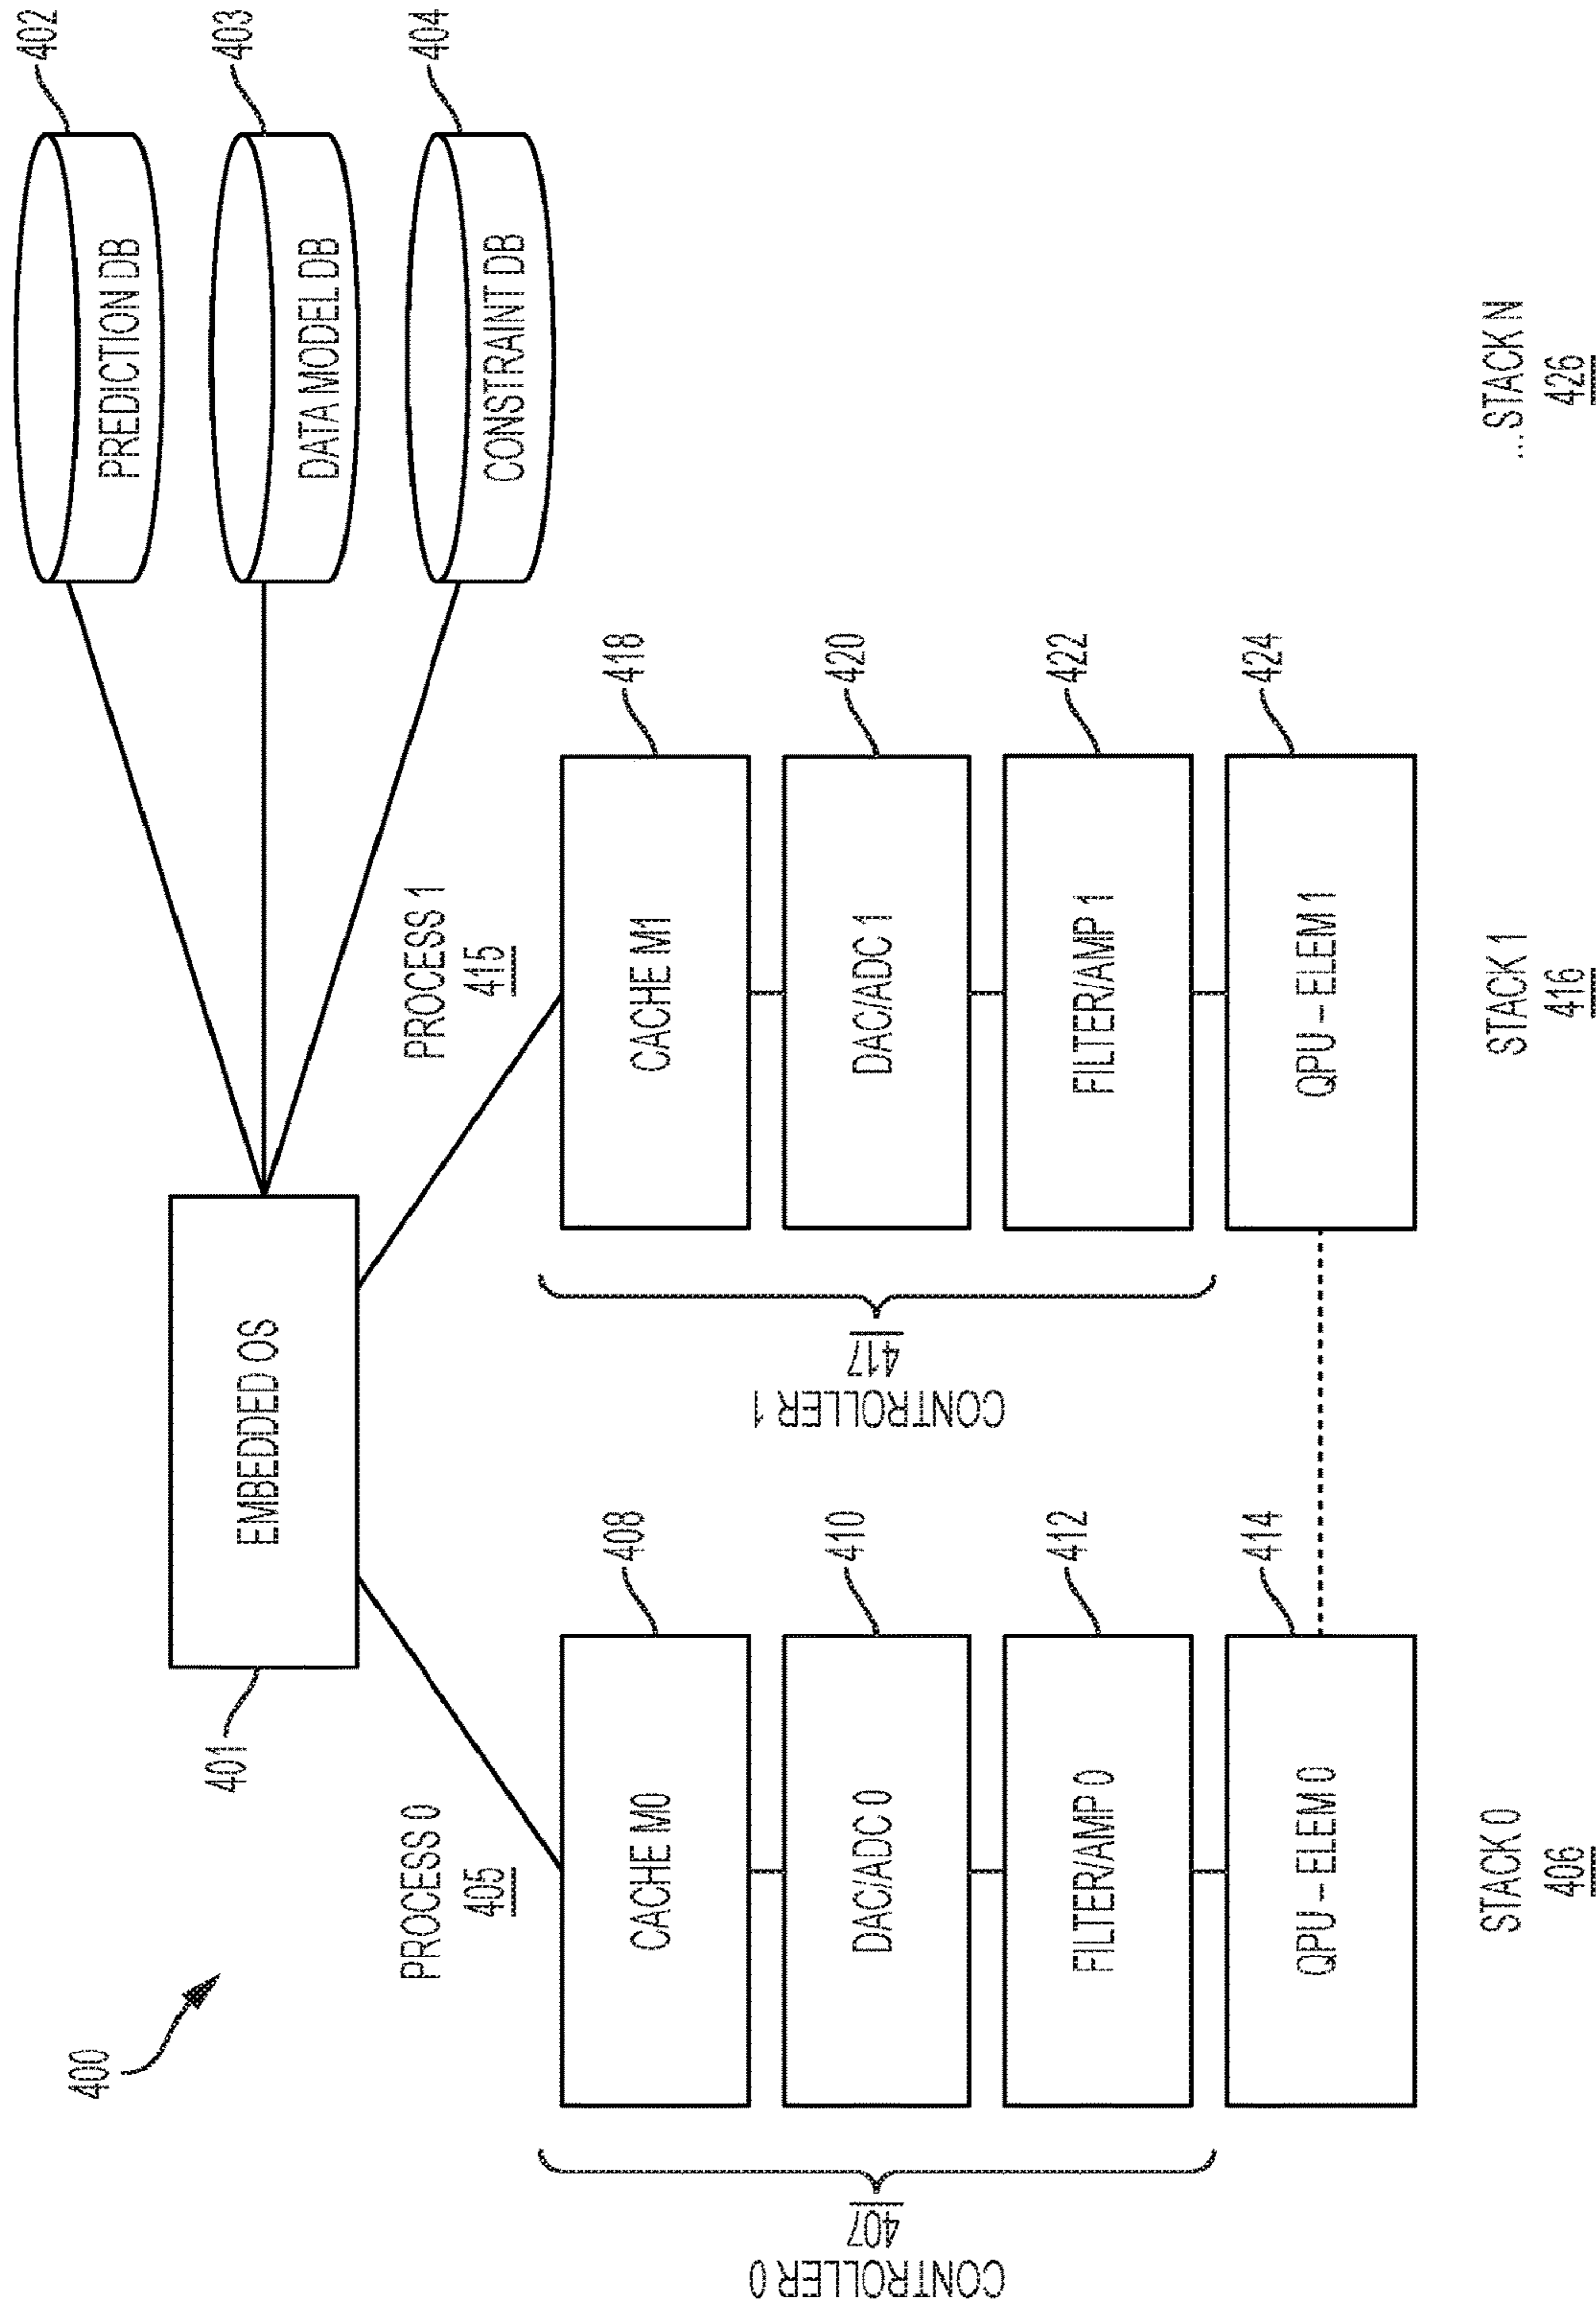 400
401
EMBEDDED OS
PREDICTION DB
402
DATA MODEL DB
403
CONSTRAINT DB
404
PROCESS 0
405
PROCESS 1
415
CONTROLLER 0
407
CACHE M0
408
DAC/ADC 0
410
FILTER/AMP 0
412
QPU – ELEM 0
414
CONTROLLER 1
417
CACHE M1
418
DAC/ADC 1
420
FILTER/AMP 1
422
QPU – ELEM 1
424
STACK 0
406
STACK 1
416
...STACK N
426